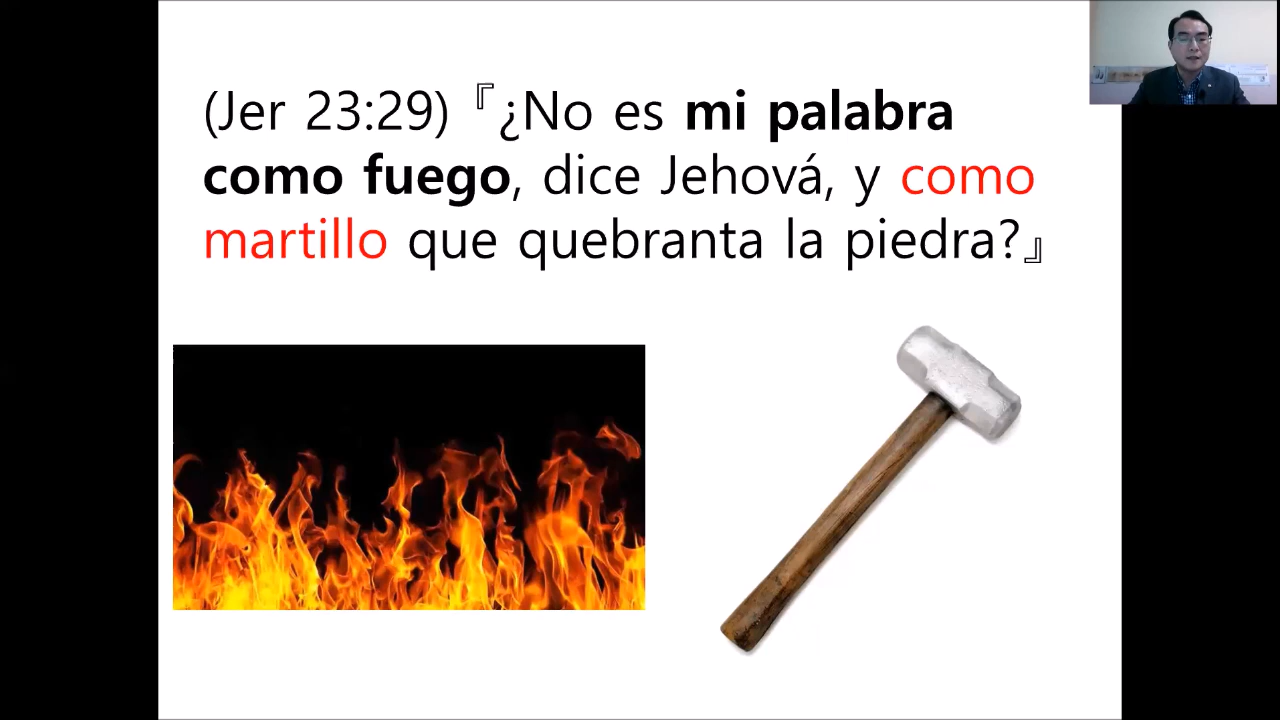 (Jer 23:29)『¿No es mi palabra
como fuego, dice Jehová, y como
martillo que quebranta la piedra?』